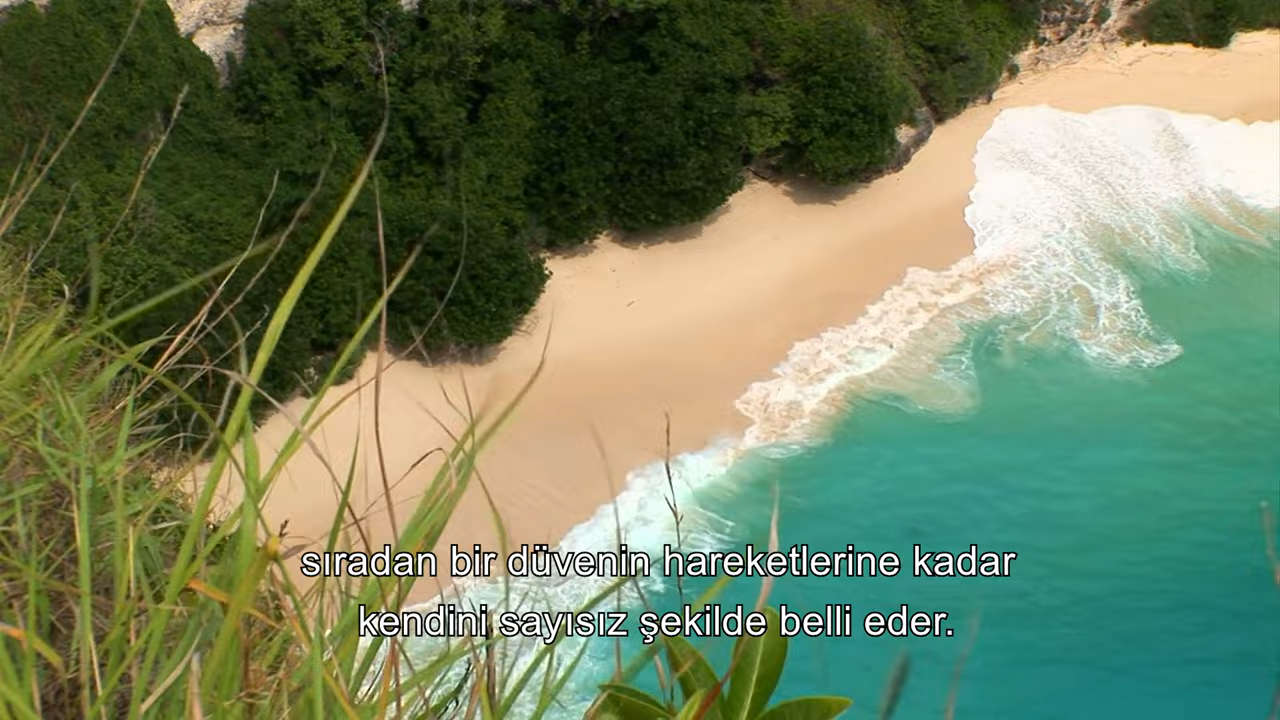 sıradan bir düvenin hareketlerine kadar
kendini sayısız şekilde belli eder.